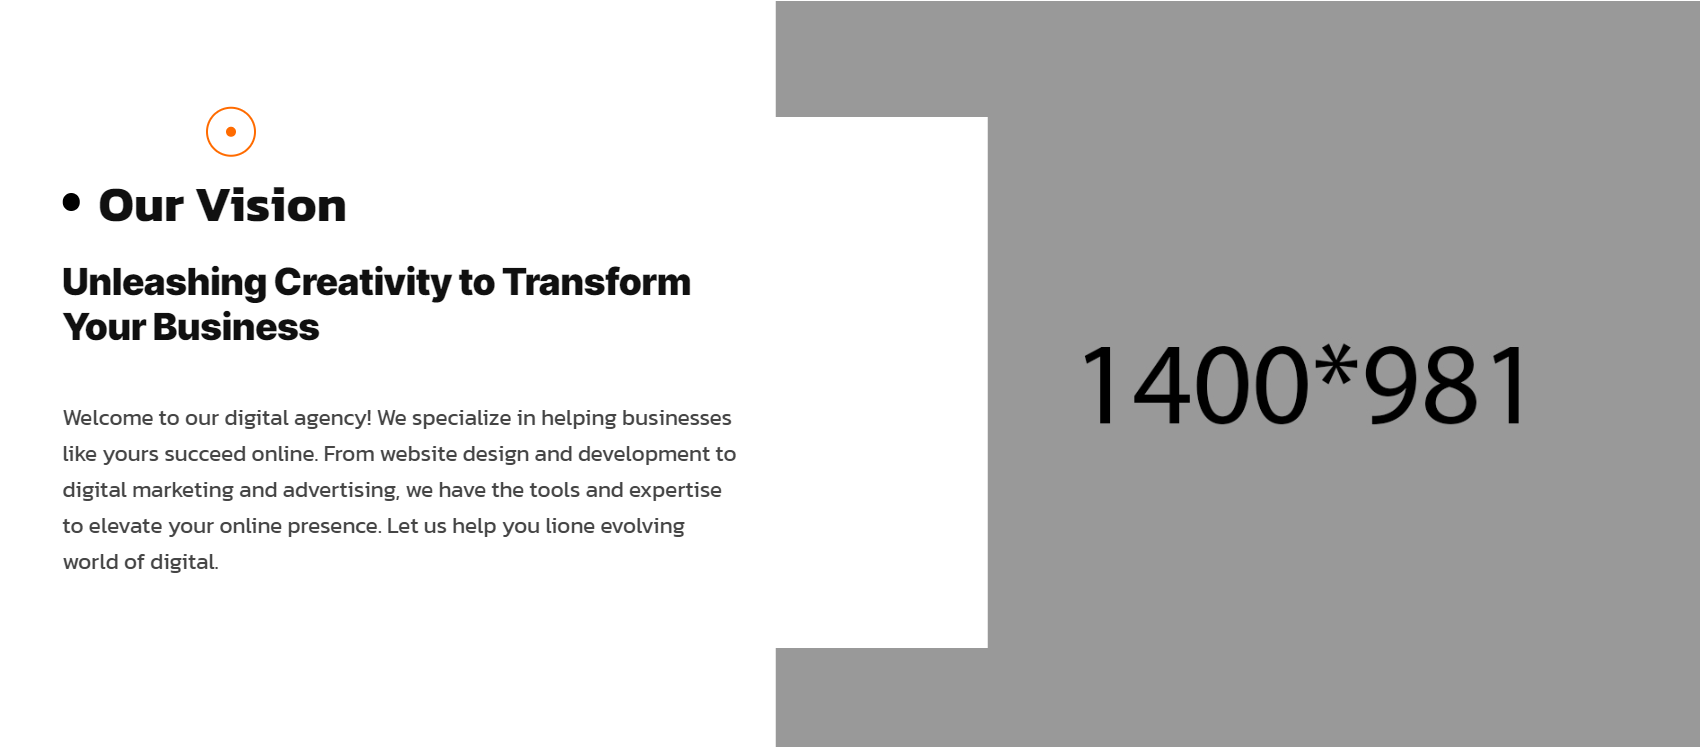 • Our Vision
Unleashing Creativity to Transform
Your Business
Welcome to our digital agency! We specialize in helping businesses
like yours succeed online. From website design and development to
digital marketing and advertising, we have the tools and expertise
to elevate your online presence. Let us help you lione evolving
world of digital.
1400*981